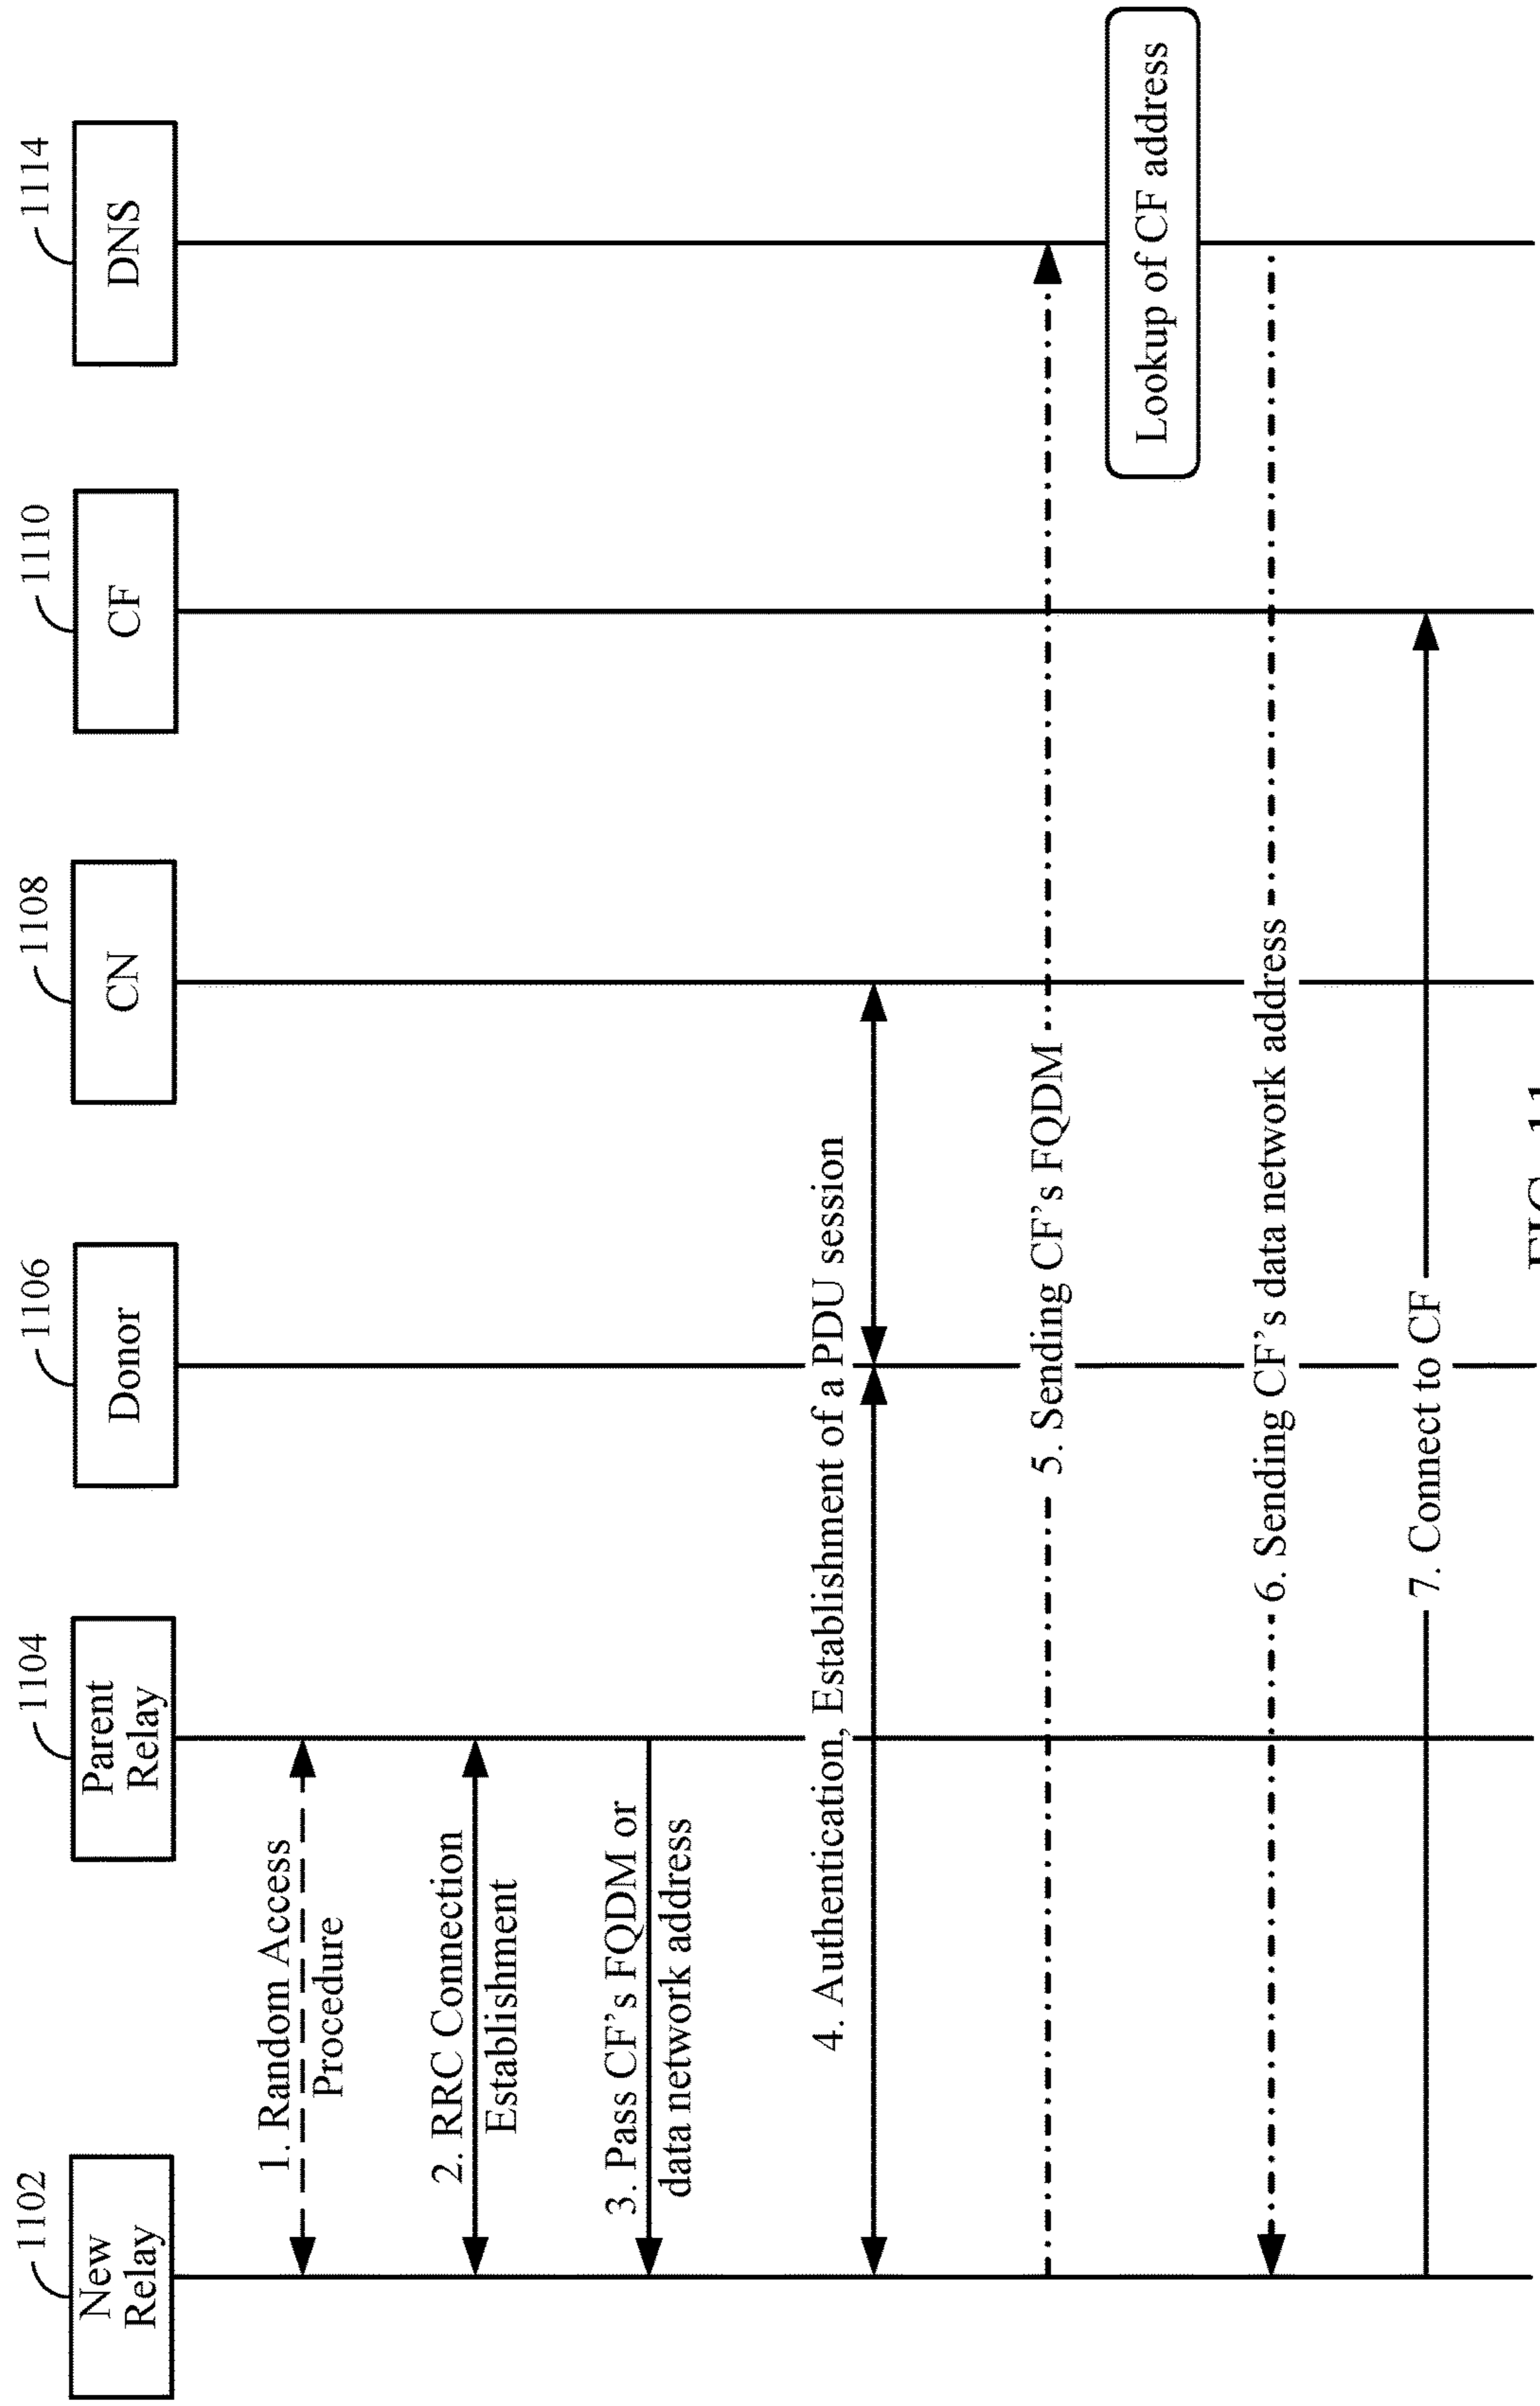 1102
New
Relay
1104
Parent
Relay
1106
Donor
1108
CN
1110
CF
1114
DNS
1. Random Access
Procedure
2. RRC Connection
Establishment
3. Pass CF's FQDM or
data network address
4. Authentication, Establishment of a PDU session
5. Sending CF's FQDM
Lookup of CF address
6. Sending CF's data network address
7. Connect to CF